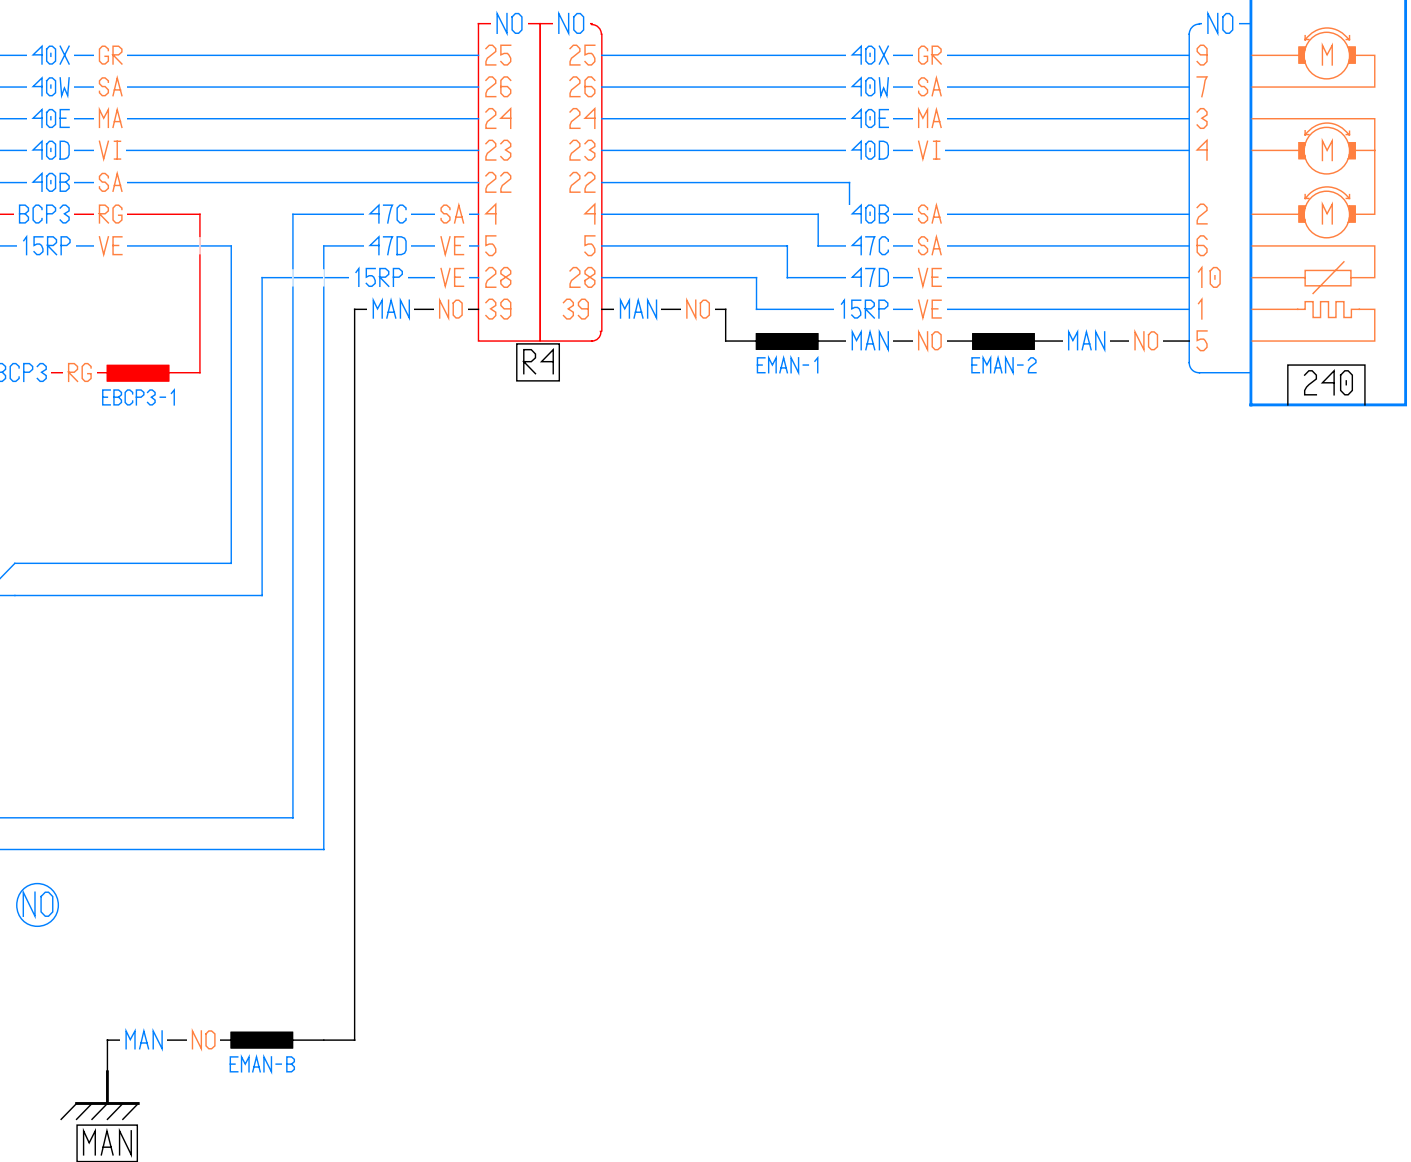 NO NO NO
40X GR 25 25 40X GR 9 M
40W SA 26 26 40W SA 7
40E MA 24 24 40E MA 3
40D VI 23 23 40D VI 4 M
40B SA 22 22
BCP3 RG 47C SA 4 4 40B SA 2 M
15RP VE 47D VE 5 5 47C SA 6
15RP VE 28 28 47D VE 10
MAN NO 39 39 MAN NO 15RP VE 1
MAN NO MAN NO 5
R4 EMAN-1 EMAN-2
BCP3 RG 240
EBCP3-1
NO
MAN NO
EMAN-B
MAN